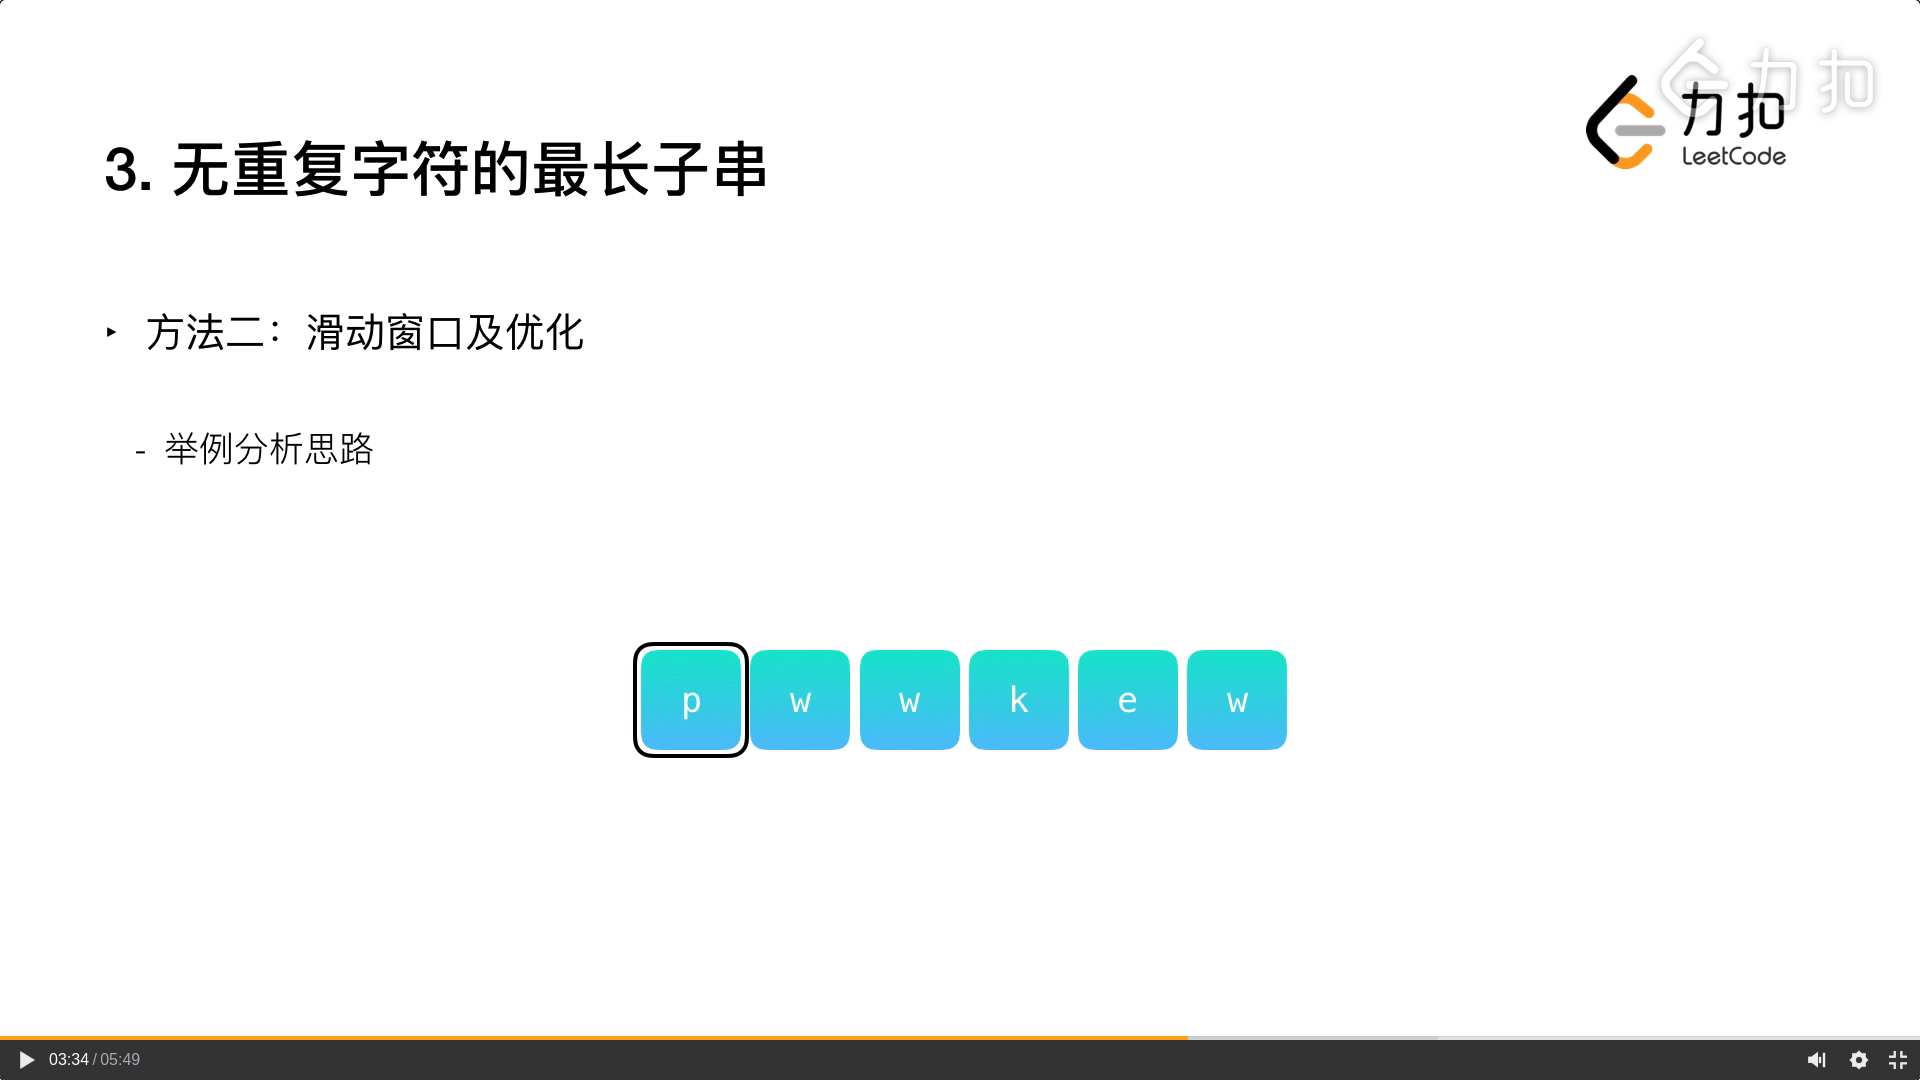 力扣
力扣
LeetCode
3. 无重复字符的最长子串
‣ 方法二：滑动窗口及优化
- 举例分析思路
p w w k e w
03:34 / 05:49